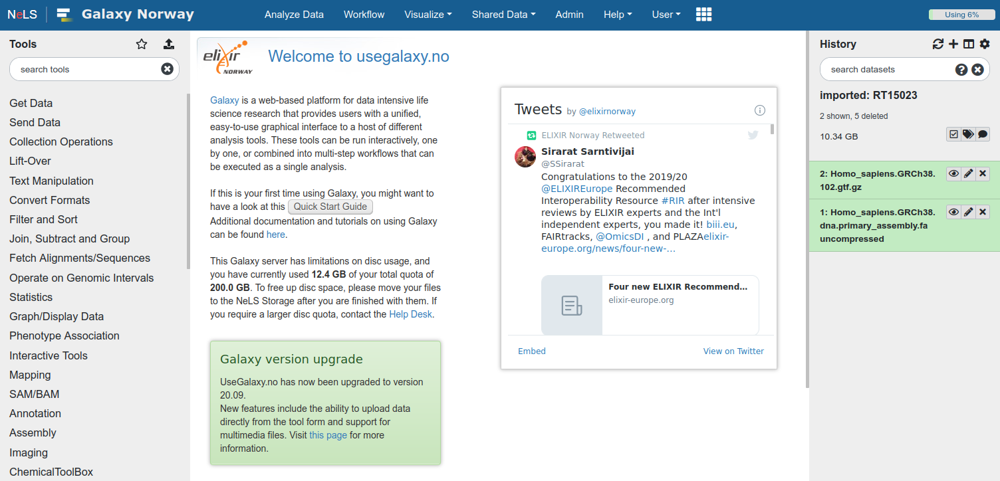 NeLS Galaxy Norway Analyze Data Workflow Visualize Shared Data Admin Help User Using 6%
Tools
search tools
Get Data
Send Data
Collection Operations
Lift-Over
Text Manipulation
Convert Formats
Filter and Sort
Join, Subtract and Group
Fetch Alignments/Sequences
Operate on Genomic Intervals
Statistics
Graph/Display Data
Phenotype Association
Interactive Tools
Mapping
SAM/BAM
Annotation
Assembly
Imaging
ChemicalToolBox
elixir
NORWAY
Welcome to usegalaxy.no
Galaxy is a web-based platform for data intensive life
science research that provides users with a unified,
easy-to-use graphical interface to a host of different
analysis tools. These tools can be run interactively, one
by one, or combined into multi-step workflows that can
be executed as a single analysis.
If this is your first time using Galaxy, you might want to
have a look at this Quick Start Guide
Additional documentation and tutorials on using Galaxy
can be found here.
This Galaxy server has limitations on disc usage, and
you have currently used 12.4 GB of your total quota of
200.0 GB. To free up disc space, please move your files
to the NeLS Storage after you are finished with them. If
you require a larger disc quota, contact the Help Desk.
Galaxy version upgrade
UseGalaxy.no has now been upgraded to version
20.09.
New features include the ability to upload data
directly from the tool form and support for
multimedia files. Visit this page for more
information.
Tweets by @elixirnorway
ELIXIR Norway Retweeted
Sirarat Sarntivijai
@SSirarat
Congratulations to the 2019/20
@ELIXIREurope Recommended
Interoperability Resource #RIR after intensive
reviews by ELIXIR experts and the Int'l
independent experts, you made it! biii.eu,
FAIRtracks, @OmicsDI , and PLAZAelixir-
europe.org/news/four-new-…
Four new ELIXIR Recommend...
elixir-europe.org
Embed View on Twitter
History
search datasets
imported: RT15023
2 shown, 5 deleted
10.34 GB
2: Homo_sapiens.GRCh38.
102.gtf.gz
1: Homo_sapiens.GRCh38.
dna.primary_assembly.fa
uncompressed